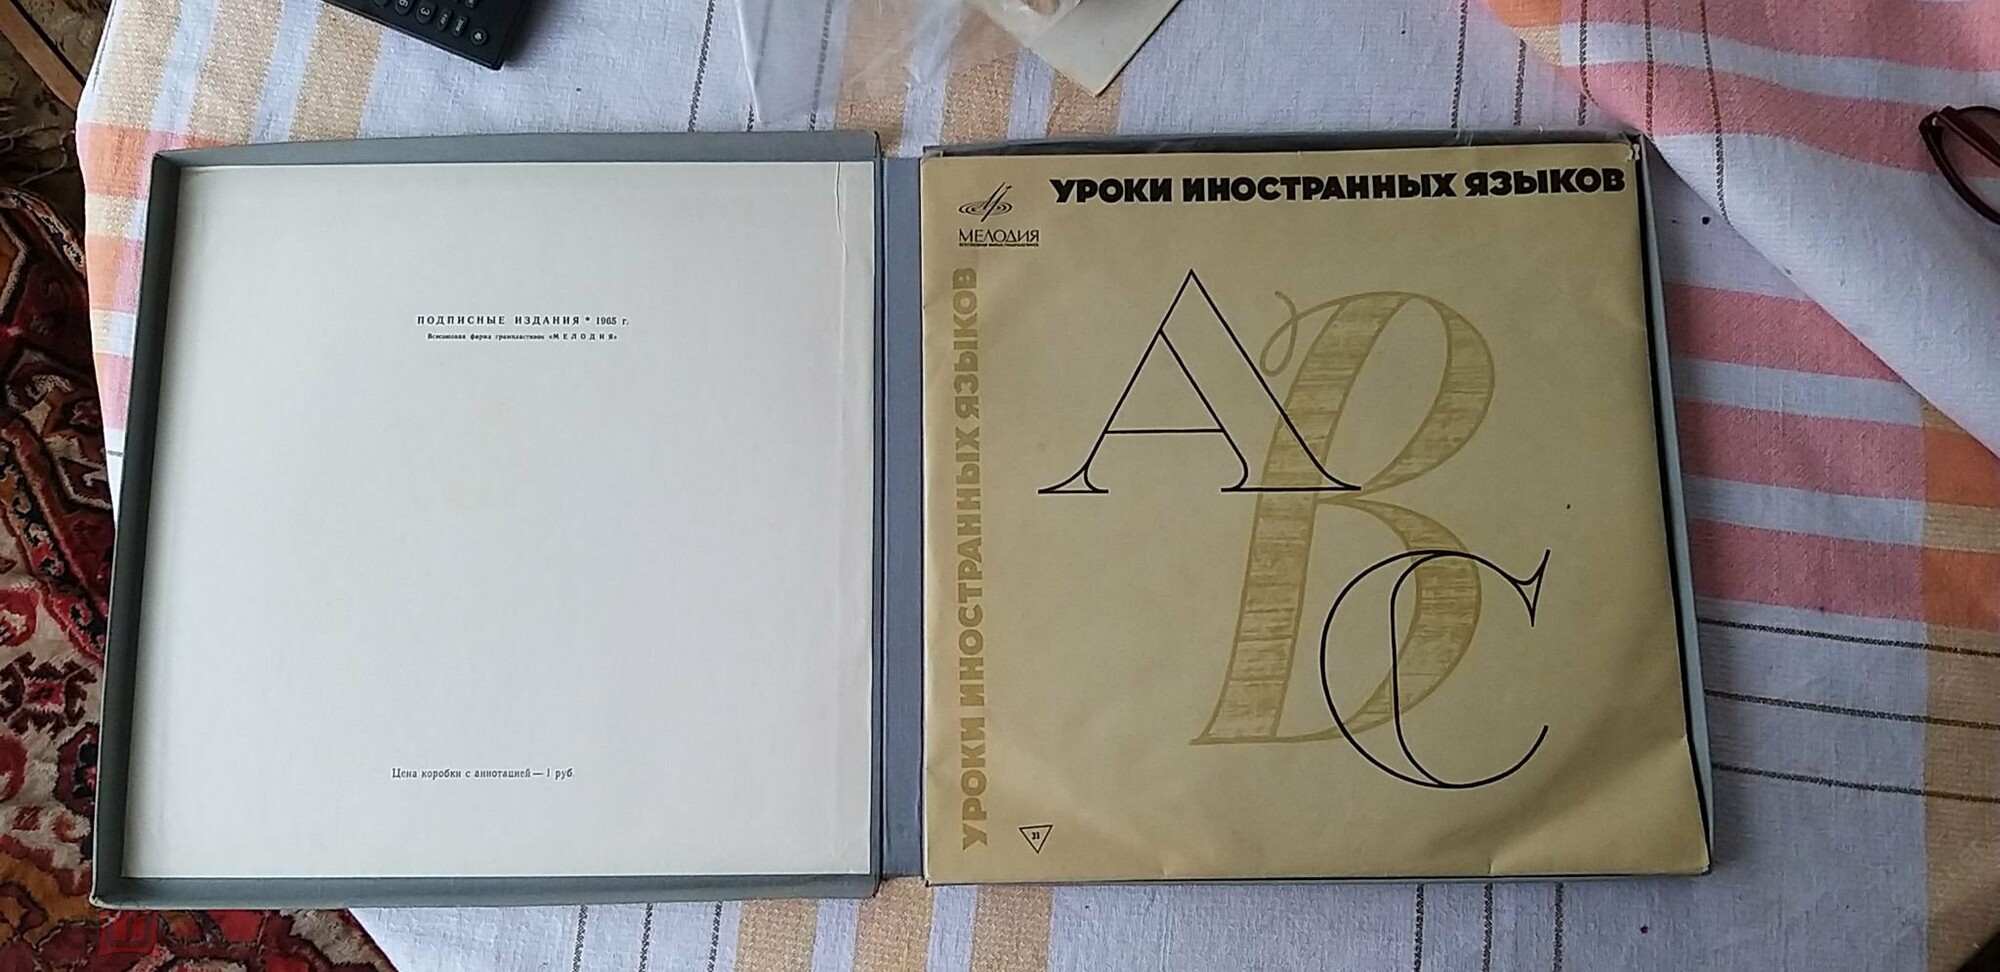 ПОДПИСНЫЕ ИЗДАНИЯ * 1965 г.
Всесоюзная фирма грампластинок «МЕЛОДИЯ»
Цена коробки с аннотацией — 1 руб.
УРОКИ ИНОСТРАННЫХ ЯЗЫКОВ
МЕЛОДИЯ
УРОКИ ИНОСТРАННЫХ ЯЗЫКОВ
A
B
C
33